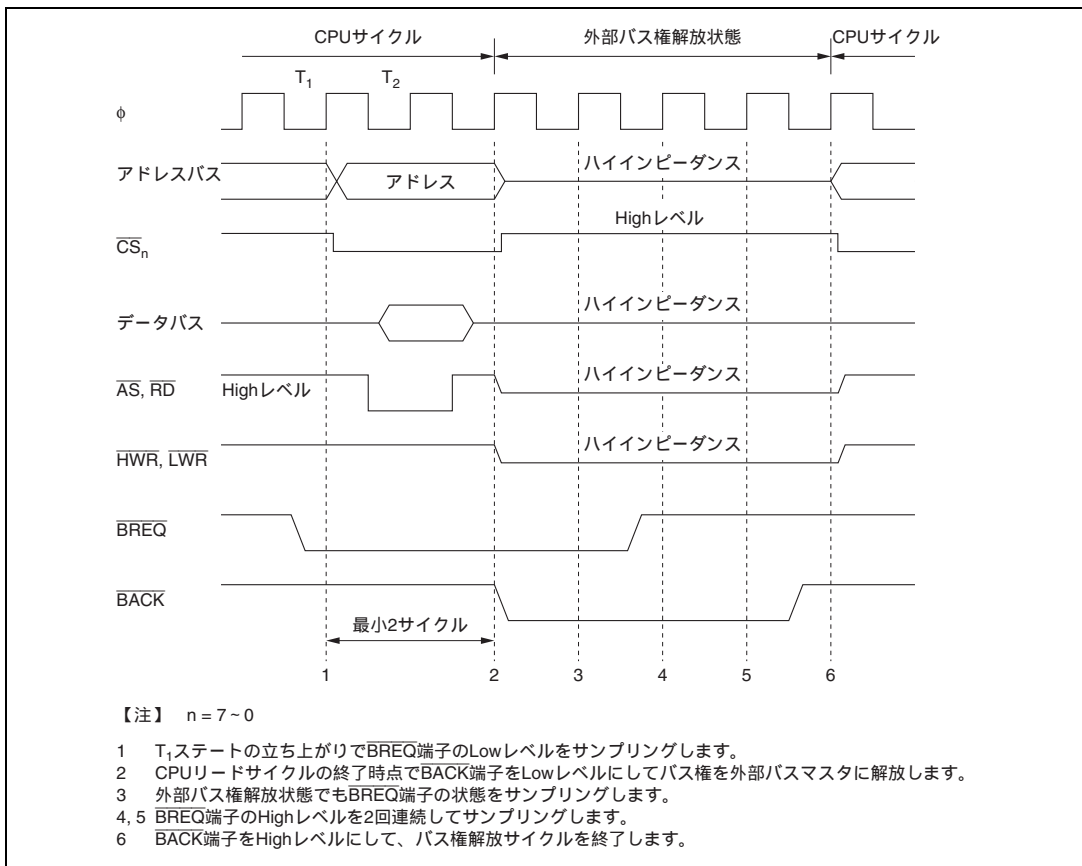 CPUサイクル 外部バス権解放状態 CPUサイクル
T1 T2
φ
アドレスバス アドレス ハイインピーダンス
CSn Highレベル
データバス ハイインピーダンス
AS, RD Highレベル ハイインピーダンス
HWR, LWR ハイインピーダンス
BREQ
BACK
最小2サイクル
1 2 3 4 5 6
【注】 n = 7~0
1 T1ステートの立ち上がりでBREQ端子のLowレベルをサンプリングします。
2 CPUリードサイクルの終了時点でBACK端子をLowレベルにしてバス権を外部バスマスタに解放します。
3 外部バス権解放状態でもBREQ端子の状態をサンプリングします。
4, 5 BREQ端子のHighレベルを2回連続してサンプリングします。
6 BACK端子をHighレベルにして、バス権解放サイクルを終了します。